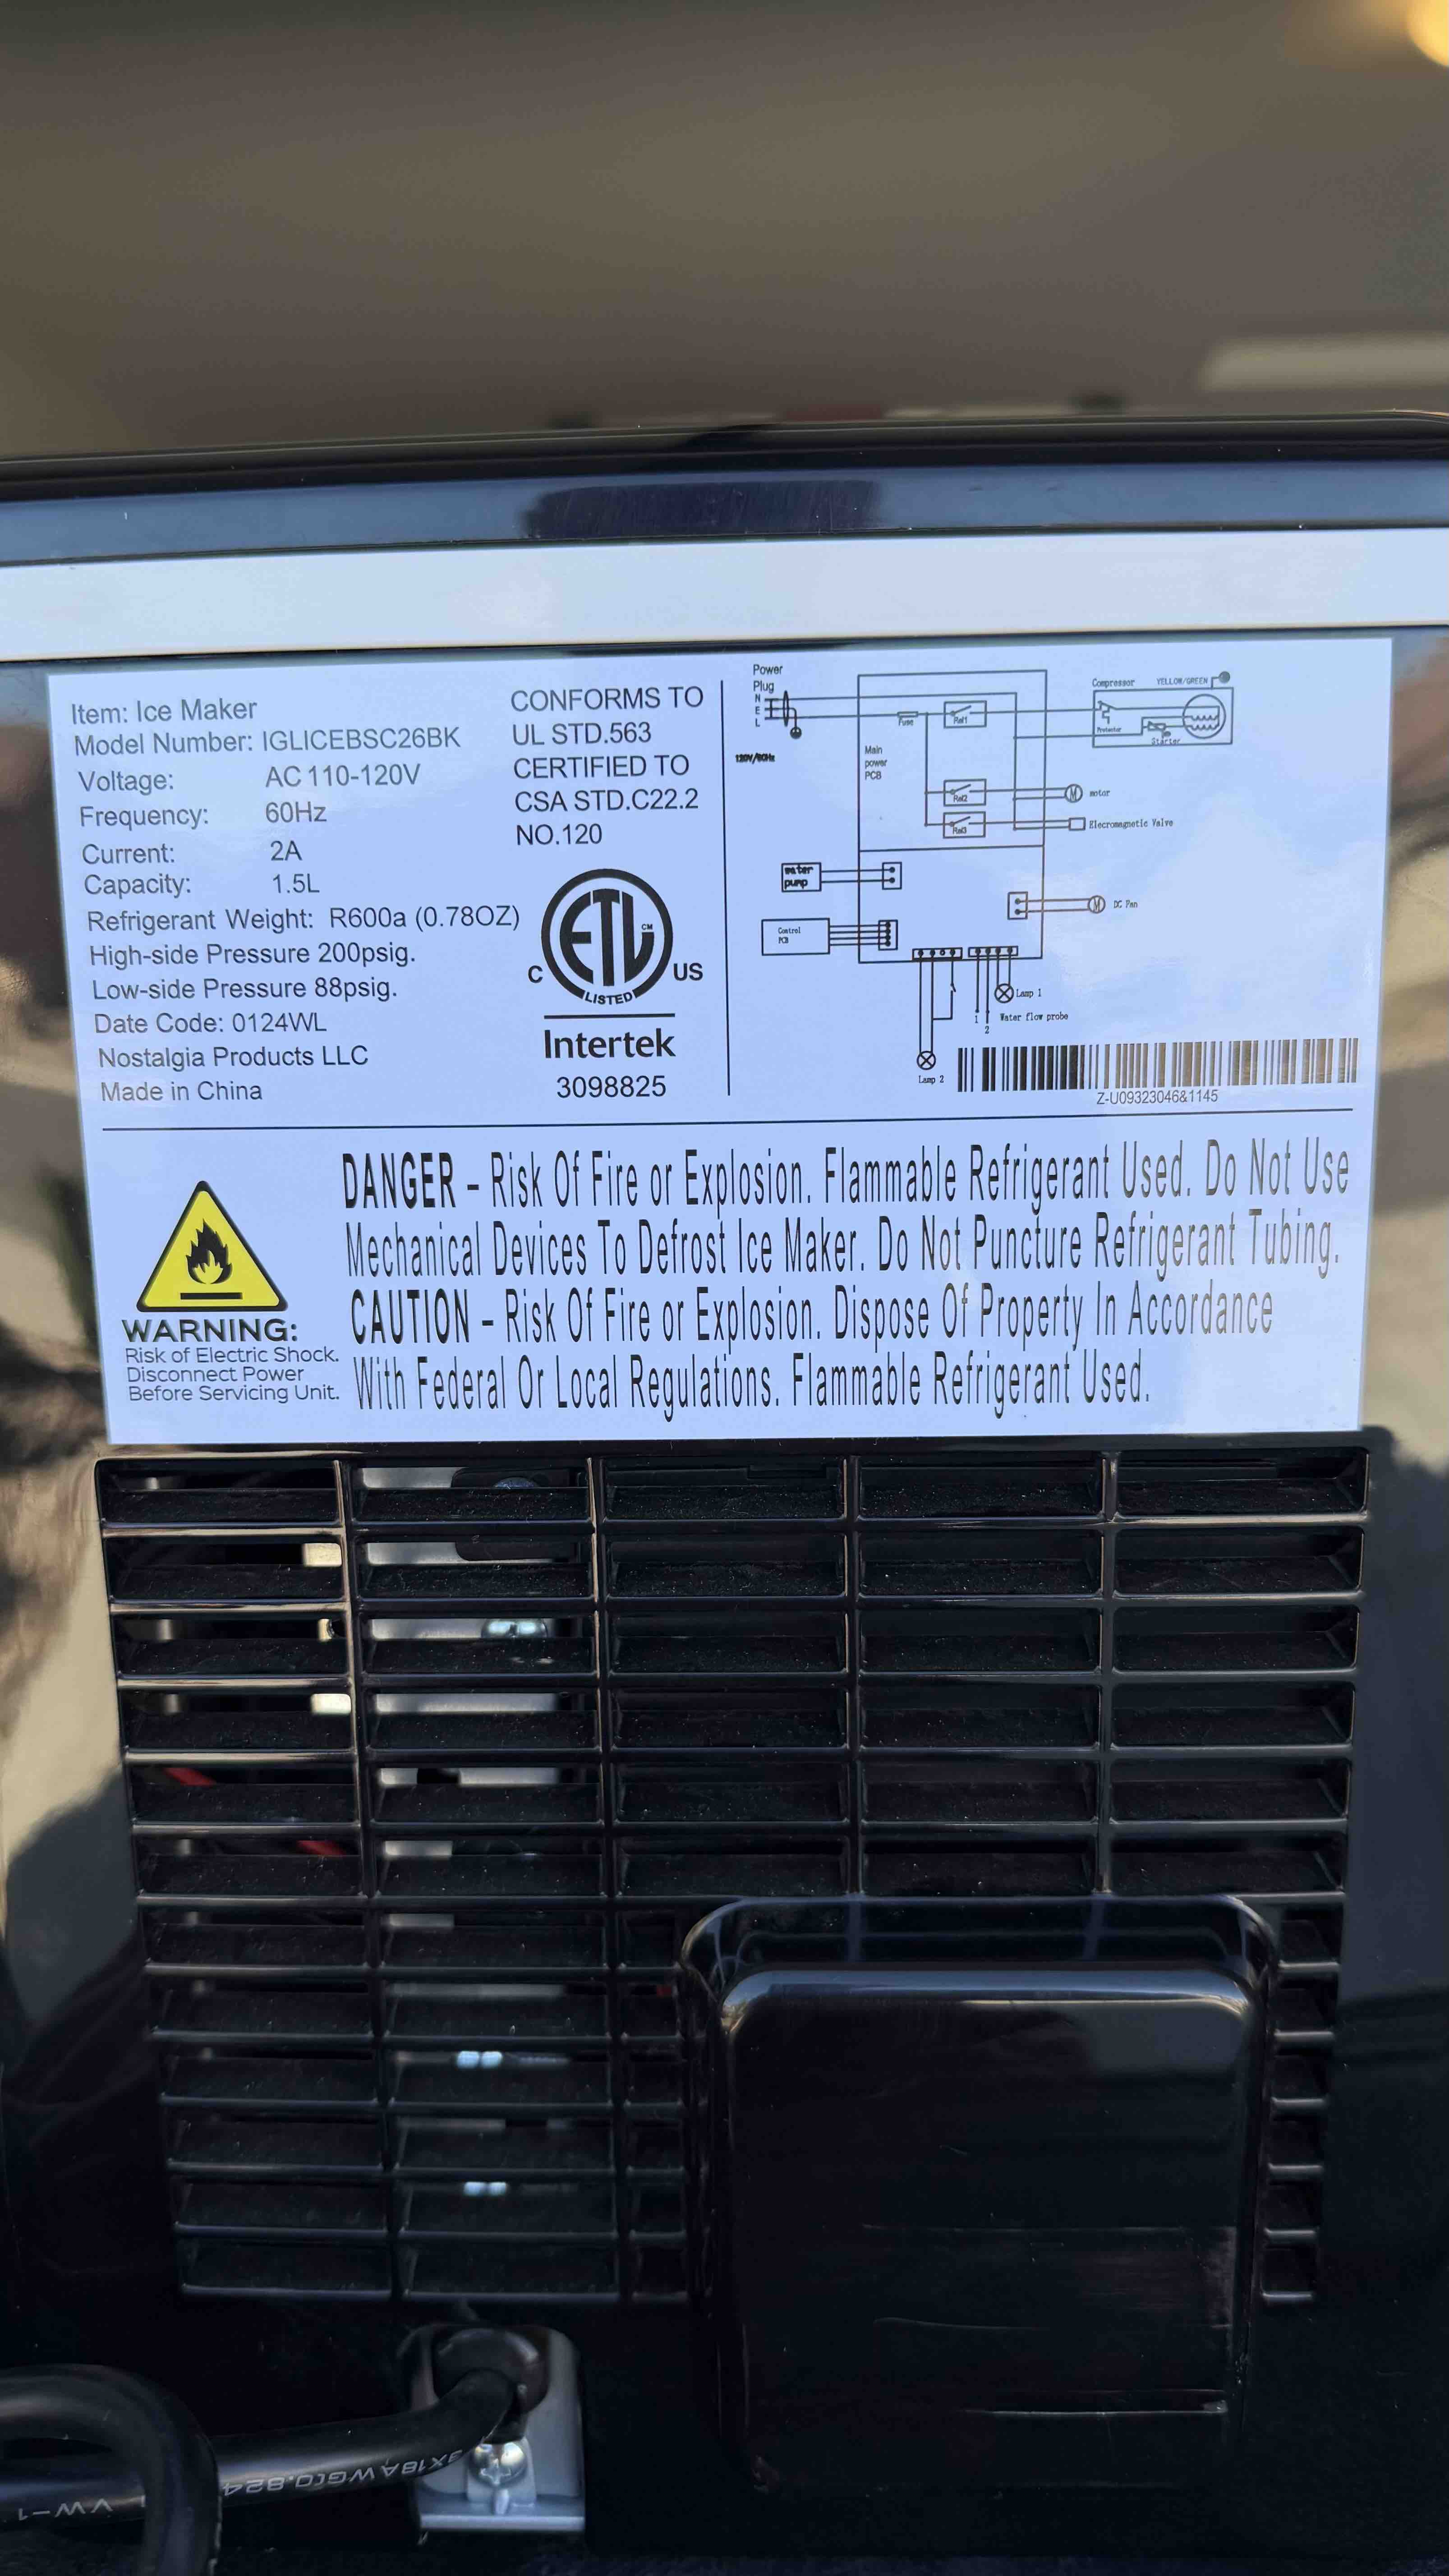 Item: Ice Maker
Model Number: IGLICEBSC26BK
Voltage: AC 110-120V
Frequency: 60Hz
Current: 2A
Capacity: 1.5L
Refrigerant Weight: R600a (0.78OZ)
High-side Pressure 200psig.
Low-side Pressure 88psig.
Date Code: 0124WL
Nostalgia Products LLC
Made in China
CONFORMS TO
UL STD.563
CERTIFIED TO
CSA STD.C22.2
NO.120
ETL CM
C US
LISTED
Intertek
3098825
Power
Plug
N
E
L
120V/60Hz
Fuse
Rel1
Main
power
PCB
Rel2
Rel3
Compressor YELLOW/GREEN
Protector
Starter
M motor
Elecromagnetic Valve
water
pump
M DC Fan
Control
PCB
Lamp 1
1 Water flow probe
2
Lamp 2
Z-U09323046&1145
DANGER – Risk Of Fire or Explosion. Flammable Refrigerant Used. Do Not Use
Mechanical Devices To Defrost Ice Maker. Do Not Puncture Refrigerant Tubing.
CAUTION – Risk Of Fire or Explosion. Dispose Of Property In Accordance
With Federal Or Local Regulations. Flammable Refrigerant Used.
WARNING:
Risk of Electric Shock.
Disconnect Power
Before Servicing Unit.
VW-1